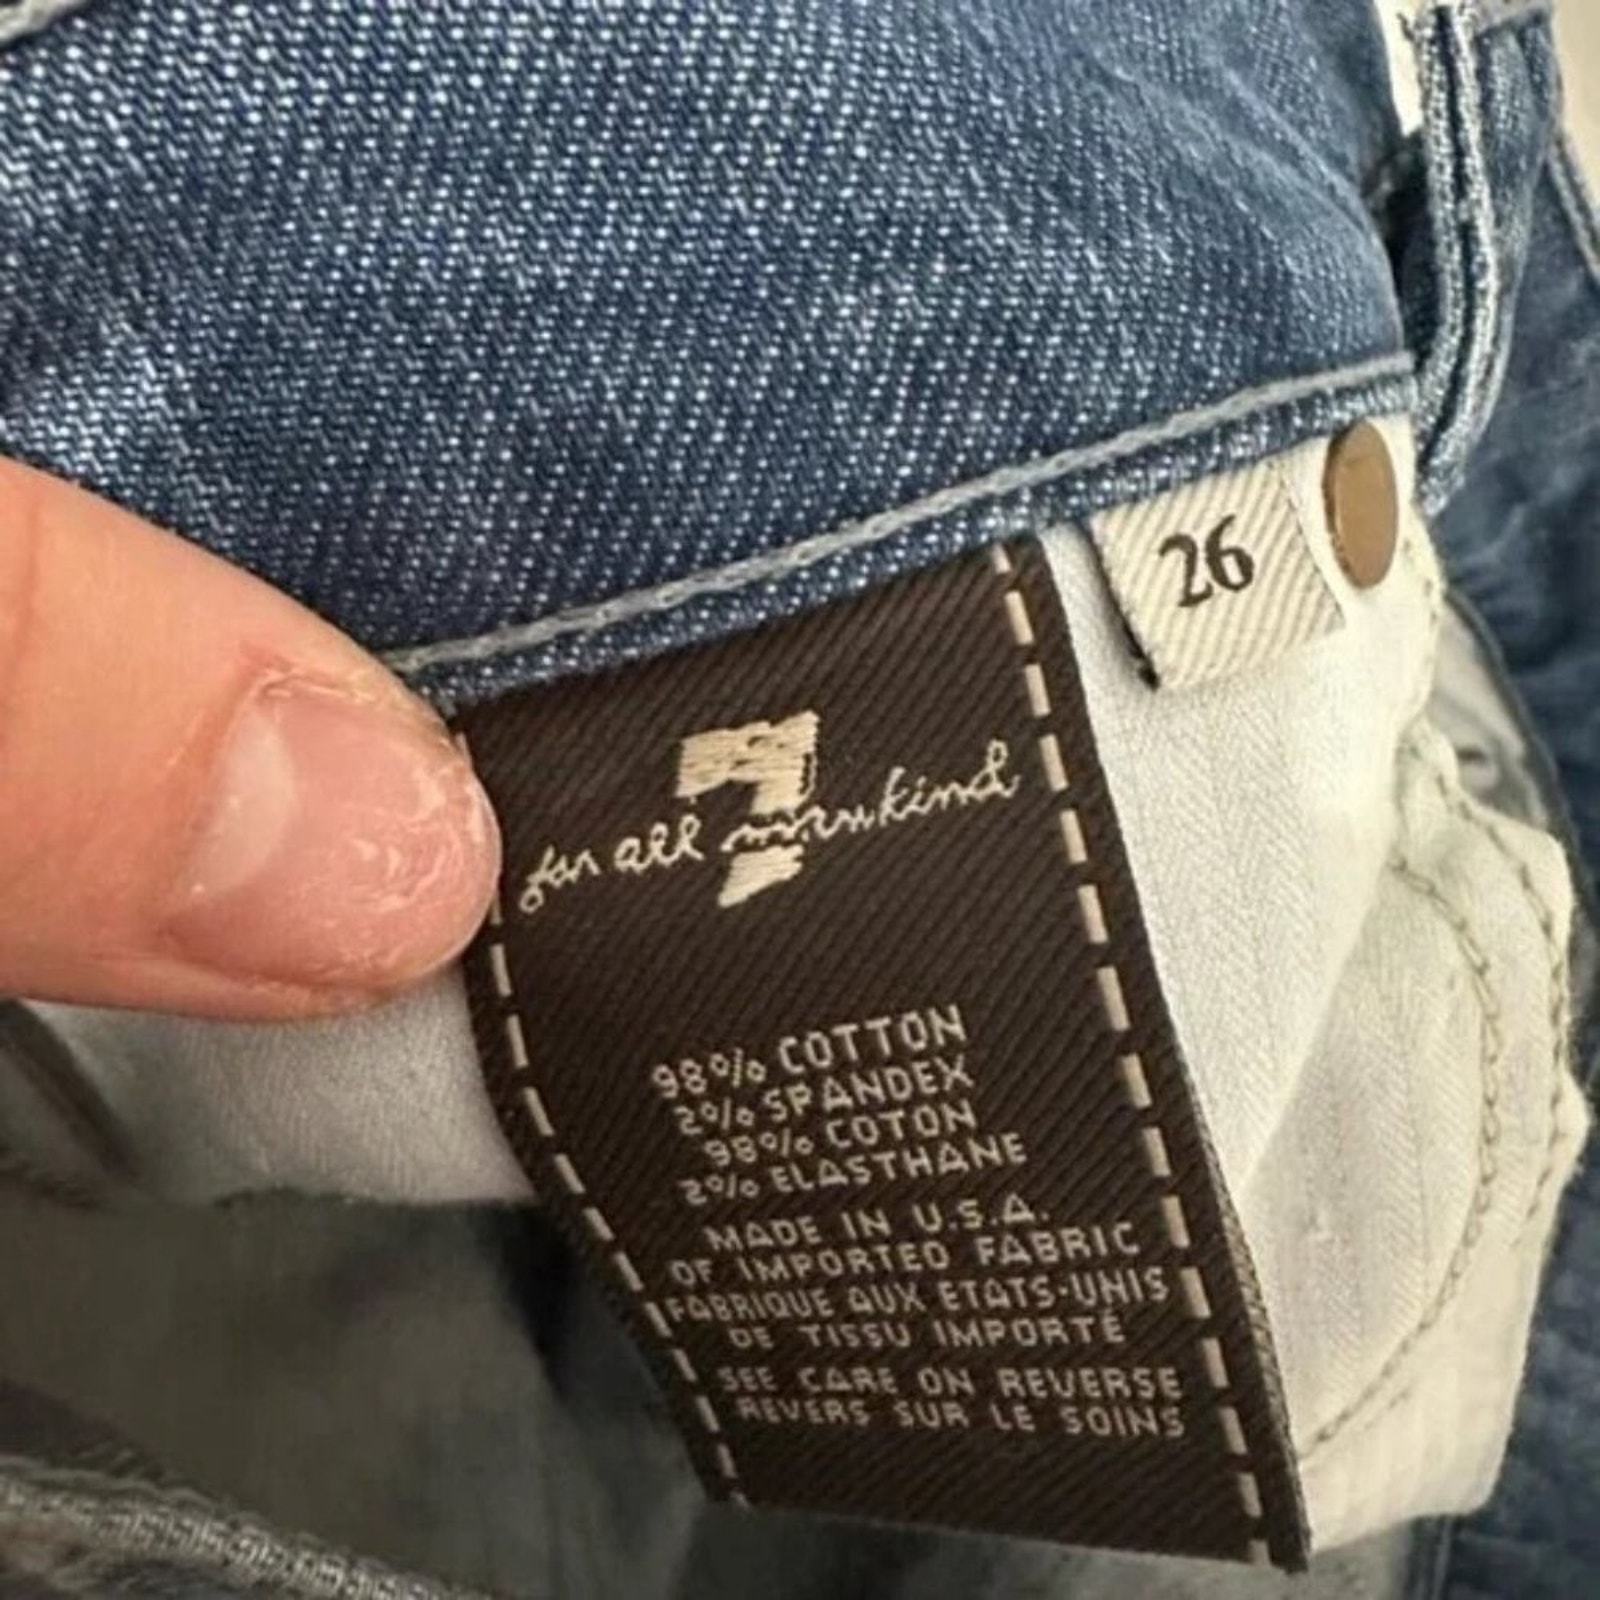 26
7
for all mankind
98% COTTON
2% SPANDEX
98% COTON
2% ELASTHANE
MADE IN U.S.A.
OF IMPORTED FABRIC
FABRIQUE AUX ETATS-UNIS
DE TISSU IMPORTÉ
SEE CARE ON REVERSE
REVERS SUR LE SOINS